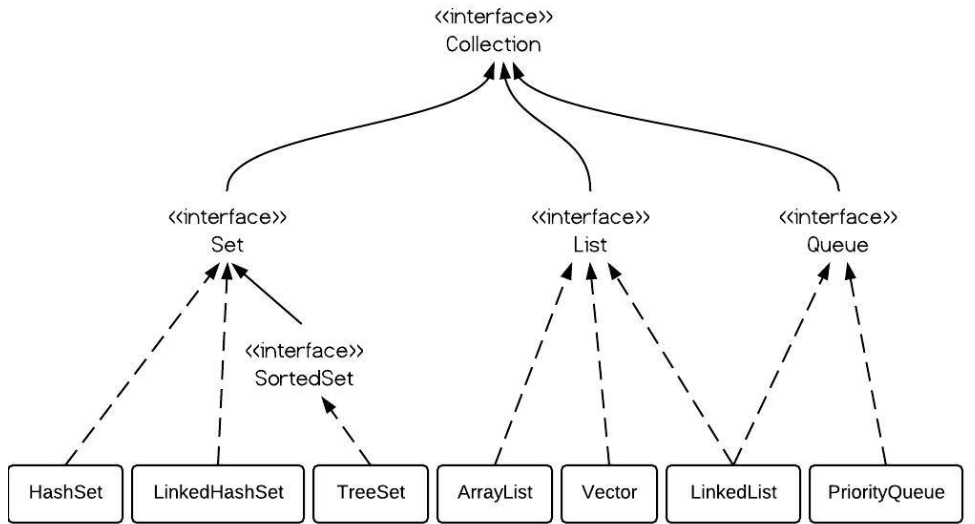 <<interface>>
Collection
<<interface>>
Set
<<interface>>
List
<<interface>>
Queue
<<interface>>
SortedSet
HashSet
LinkedHashSet
TreeSet
ArrayList
Vector
LinkedList
PriorityQueue